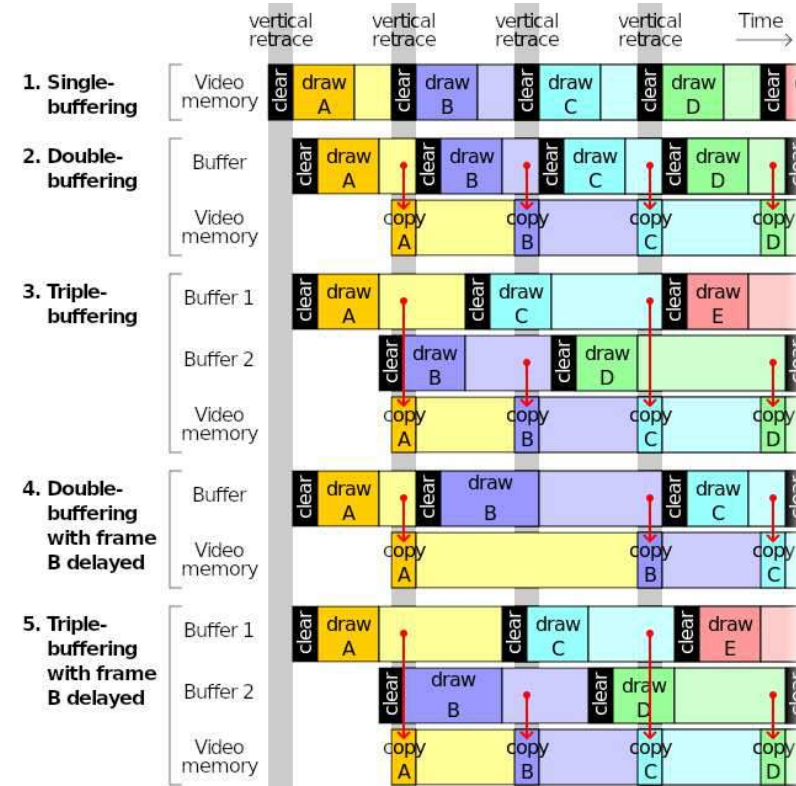 vertical retrace vertical retrace vertical retrace vertical retrace Time
1. Single-
buffering
Video
memory
clear draw A clear draw B clear draw C clear draw D clear
2. Double-
buffering
Buffer
clear draw A clear draw B clear draw C clear draw D clear
Video
memory
copy A copy B copy C copy D
3. Triple-
buffering
Buffer 1
clear draw A clear draw C clear draw E
Buffer 2
clear draw B clear draw D clear
Video
memory
copy A copy B copy C copy D
4. Double-
buffering
with frame
B delayed
Buffer
clear draw A clear draw B clear draw C clear
Video
memory
copy A copy B copy C
5. Triple-
buffering
with frame
B delayed
Buffer 1
clear draw A clear draw C clear draw E
Buffer 2
clear draw B clear draw D clear
Video
memory
copy A copy B copy C copy D